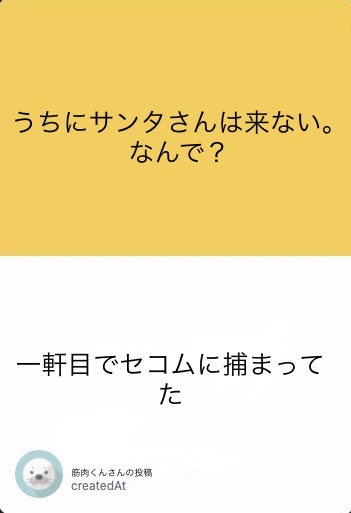 うちにサンタさんは来ない。
なんで？
一軒目でセコムに捕まって
た
筋肉くんさんの投稿
createdAt